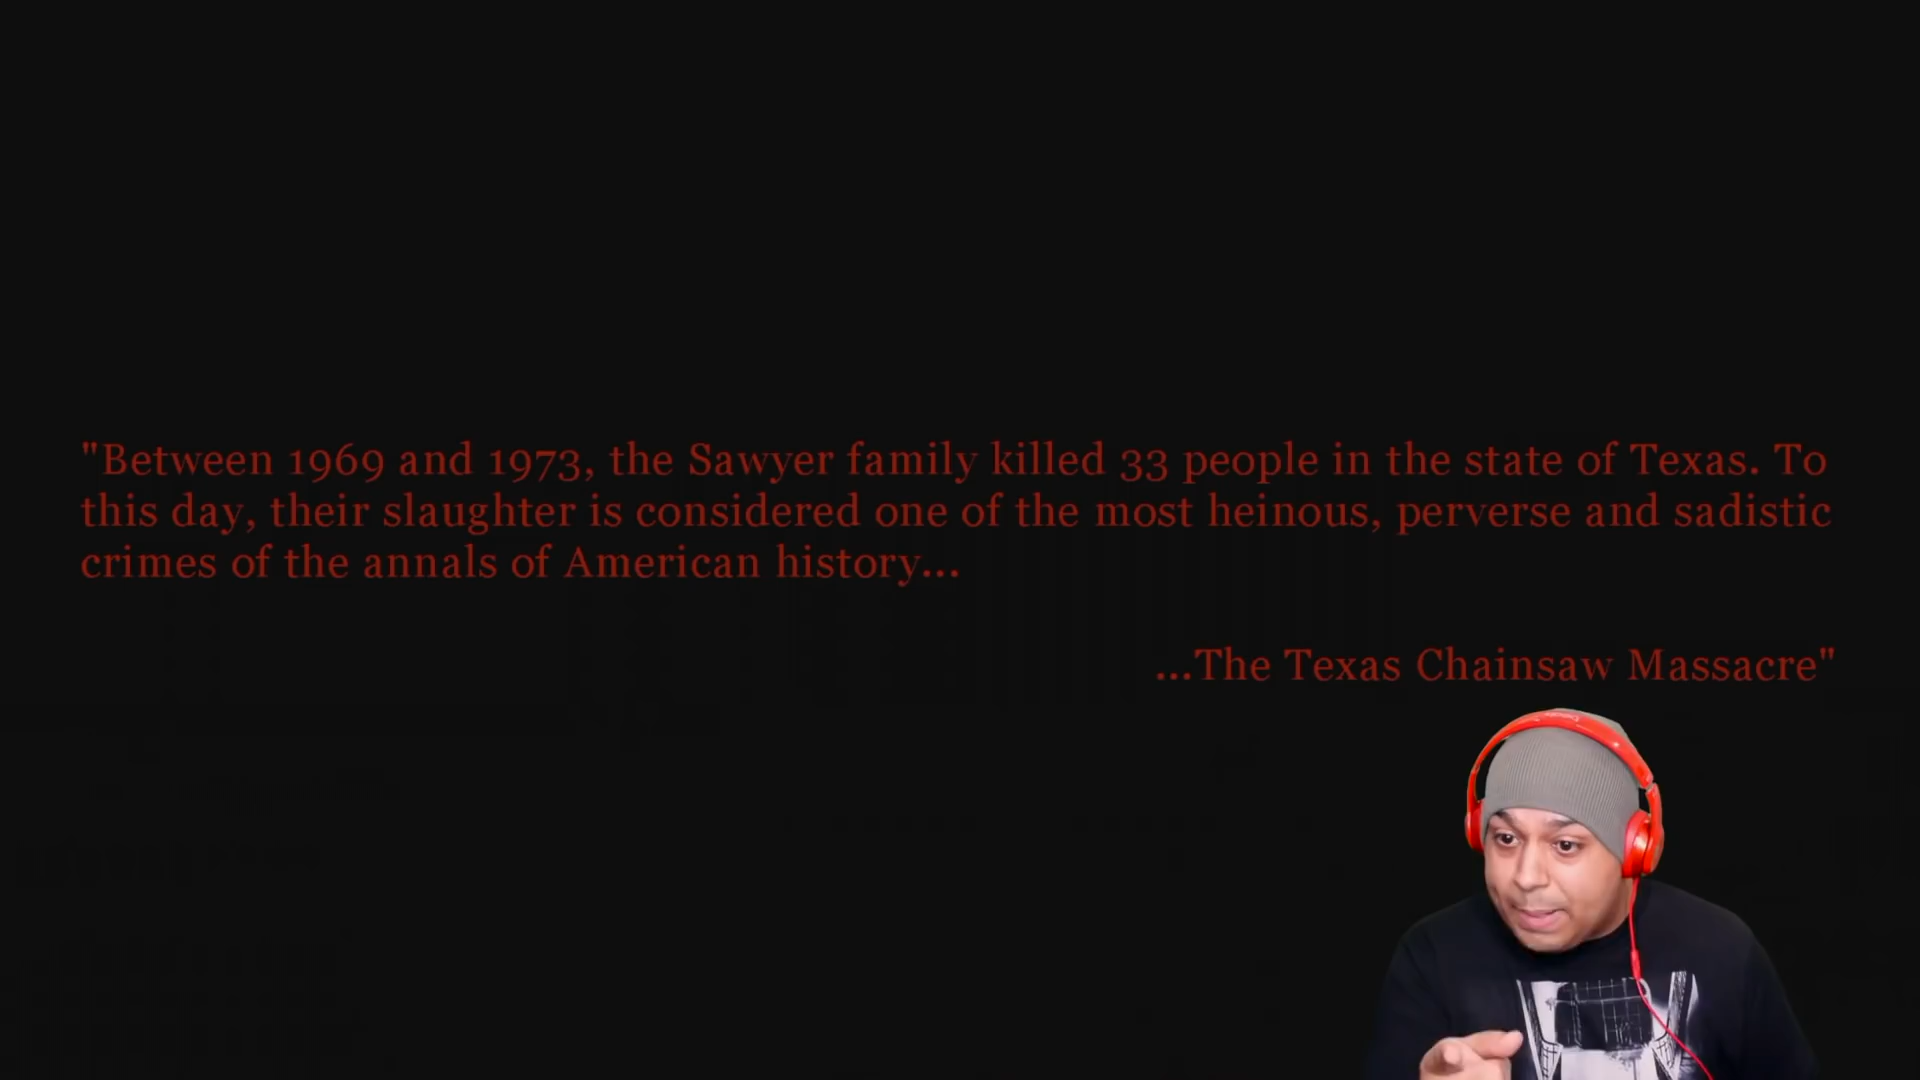 "Between 1969 and 1973, the Sawyer family killed 33 people in the state of Texas. To
this day, their slaughter is considered one of the most heinous, perverse and sadistic
crimes of the annals of American history...
...The Texas Chainsaw Massacre"